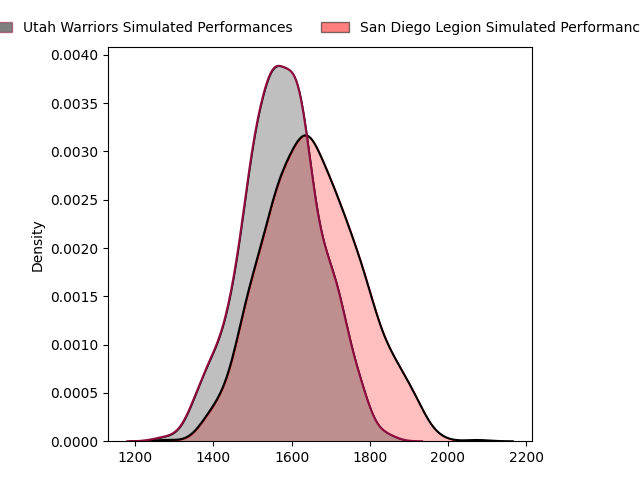 Utah Warriors Simulated Performances
San Diego Legion Simulated Performanc
0.0040
0.0035
0.0030
0.0025
0.0020
0.0015
0.0010
0.0005
0.0000
Density
1200 1400 1600 1800 2000 2200